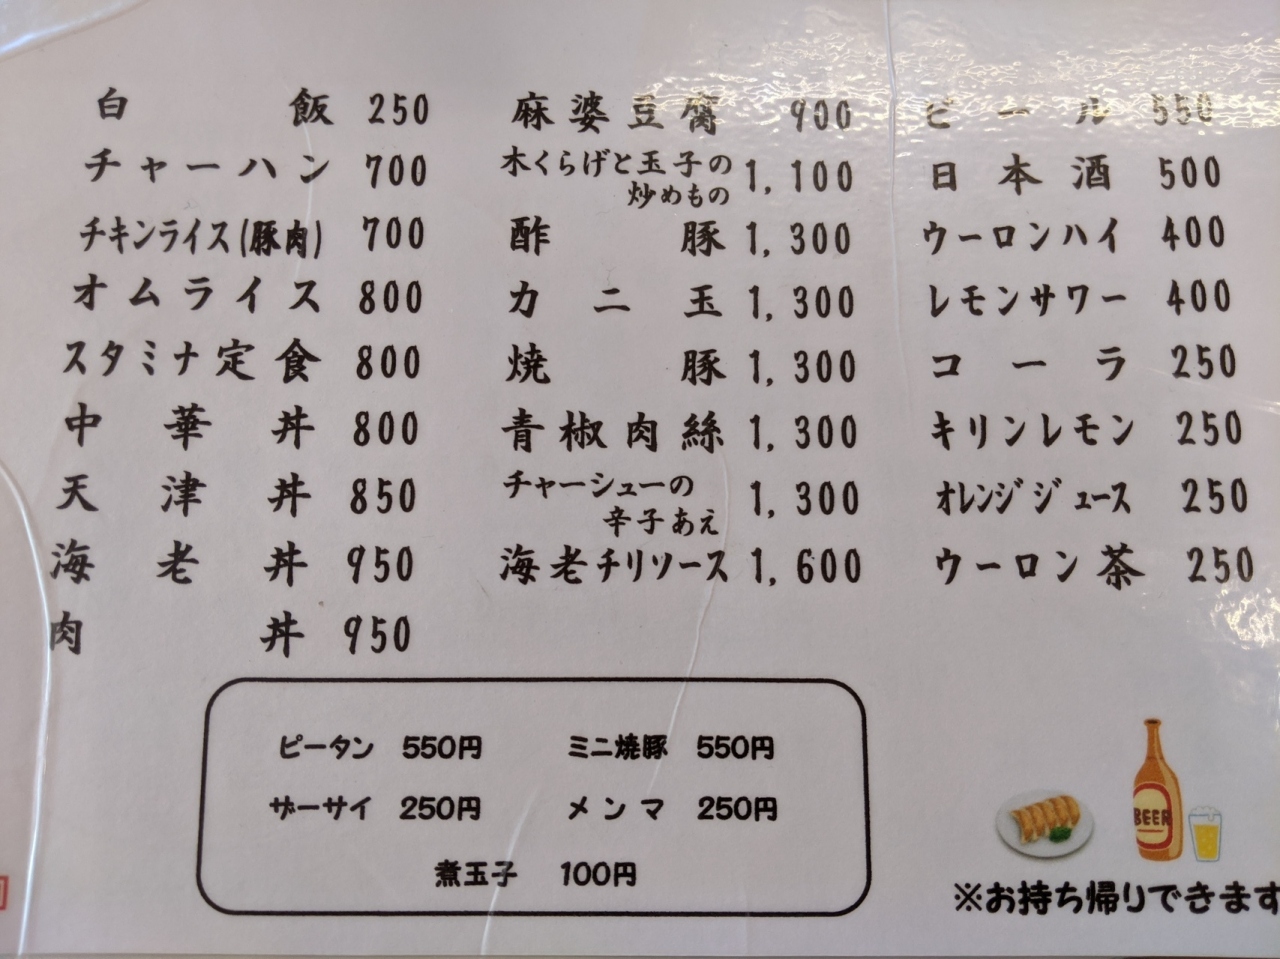 白飯 250
チャーハン 700
チキンライス(豚肉) 700
オムライス 800
スタミナ定食 800
中華丼 800
天津丼 850
海老丼 950
肉丼 950
麻婆豆腐 900
木くらげと玉子の
炒めもの 1,100
酢豚 1,300
カニ玉 1,300
焼豚 1,300
青椒肉絲 1,300
チャーシューの
辛子あえ 1,300
海老チリソース 1,600
ビール 550
日本酒 500
ウーロンハイ 400
レモンサワー 400
コーラ 250
キリンレモン 250
オレンジジュース 250
ウーロン茶 250
ピータン 550円 ミニ焼豚 550円
ザーサイ 250円 メンマ 250円
煮玉子 100円
BEER
※お持ち帰りできます